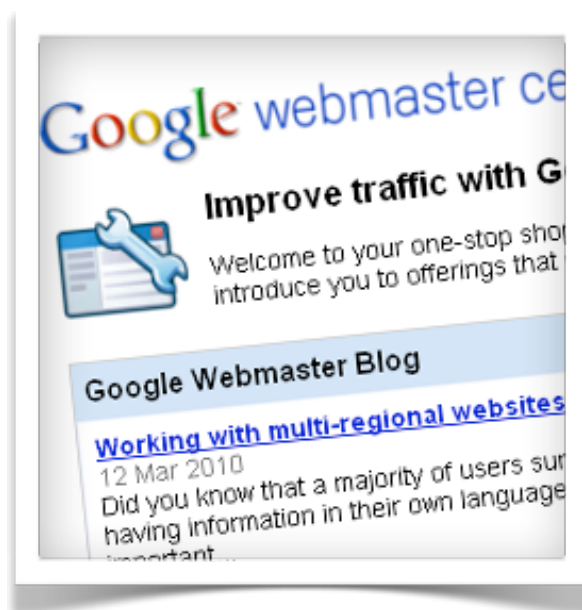 Google webmaster ce
Improve traffic with G
Welcome to your one-stop shop
introduce you to offerings that
Google Webmaster Blog
Working with multi-regional websites
12 Mar 2010
Did you know that a majority of users sur
having information in their own language
important...